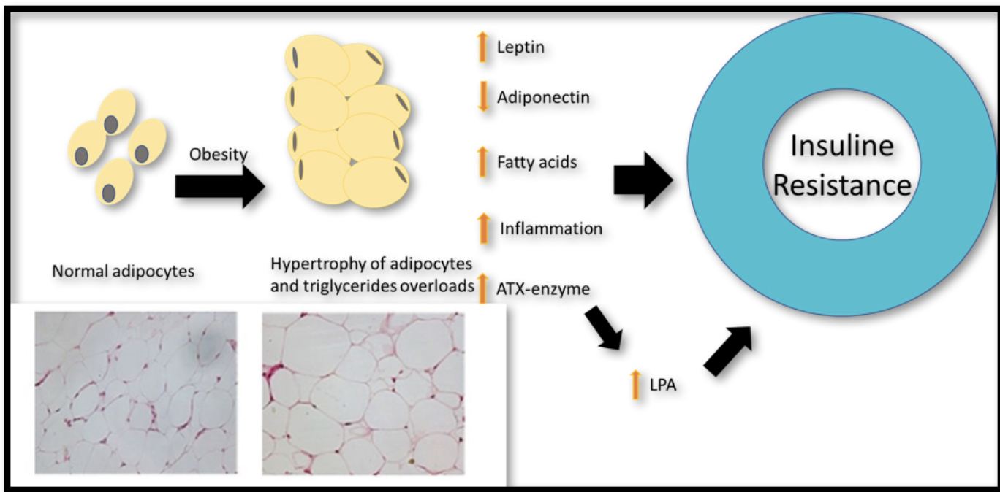 Obesity
Normal adipocytes
Hypertrophy of adipocytes
and triglycerides overloads
Leptin
Adiponectin
Fatty acids
Inflammation
ATX-enzyme
LPA
Insuline
Resistance